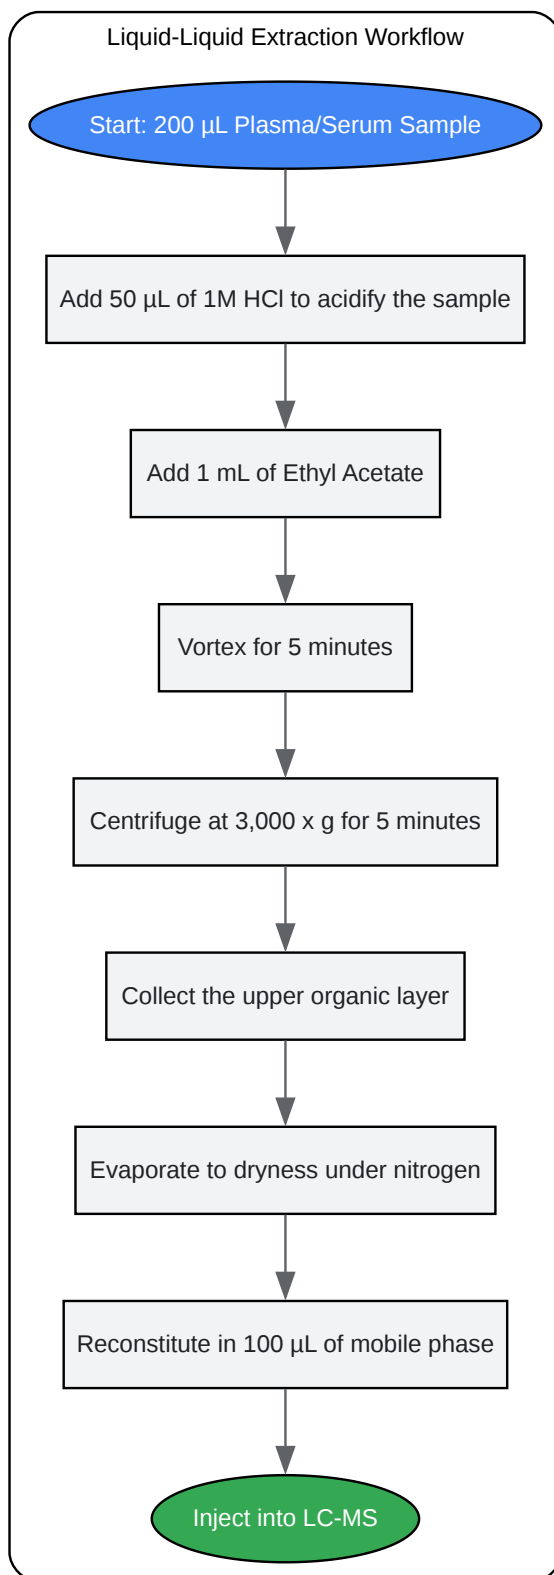 Liquid-Liquid Extraction Workflow
Start: 200 µL Plasma/Serum Sample
Add 50 µL of 1M HCl to acidify the sample
Add 1 mL of Ethyl Acetate
Vortex for 5 minutes
Centrifuge at 3,000 x g for 5 minutes
Collect the upper organic layer
Evaporate to dryness under nitrogen
Reconstitute in 100 µL of mobile phase
Inject into LC-MS